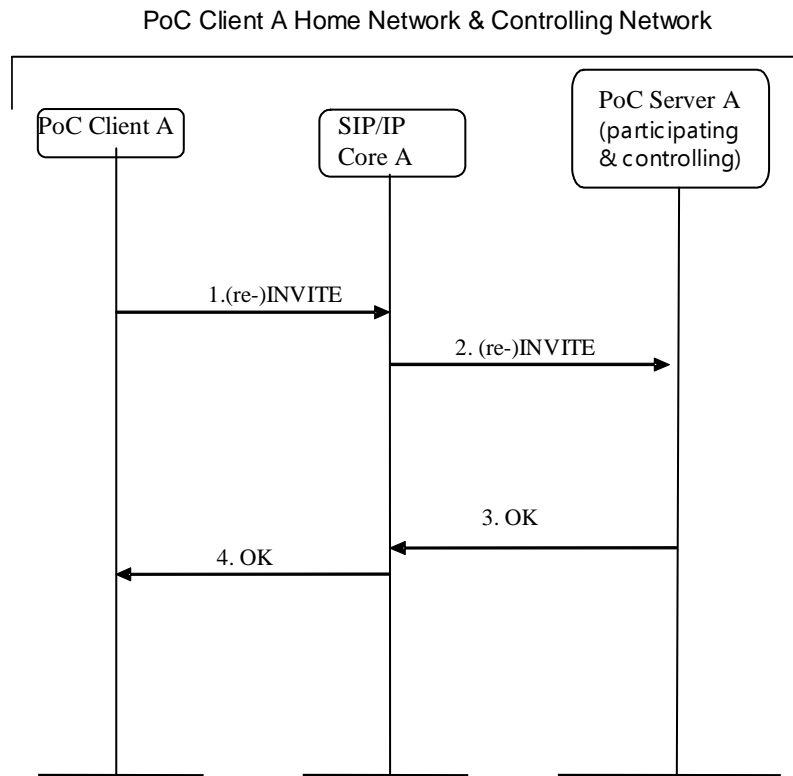 PoC Client A Home Network & Controlling Network
PoC Client A
SIP/IP
Core A
PoC Server A
(participating
& controlling)
1.(re-)INVITE
2. (re-)INVITE
3. OK
4. OK